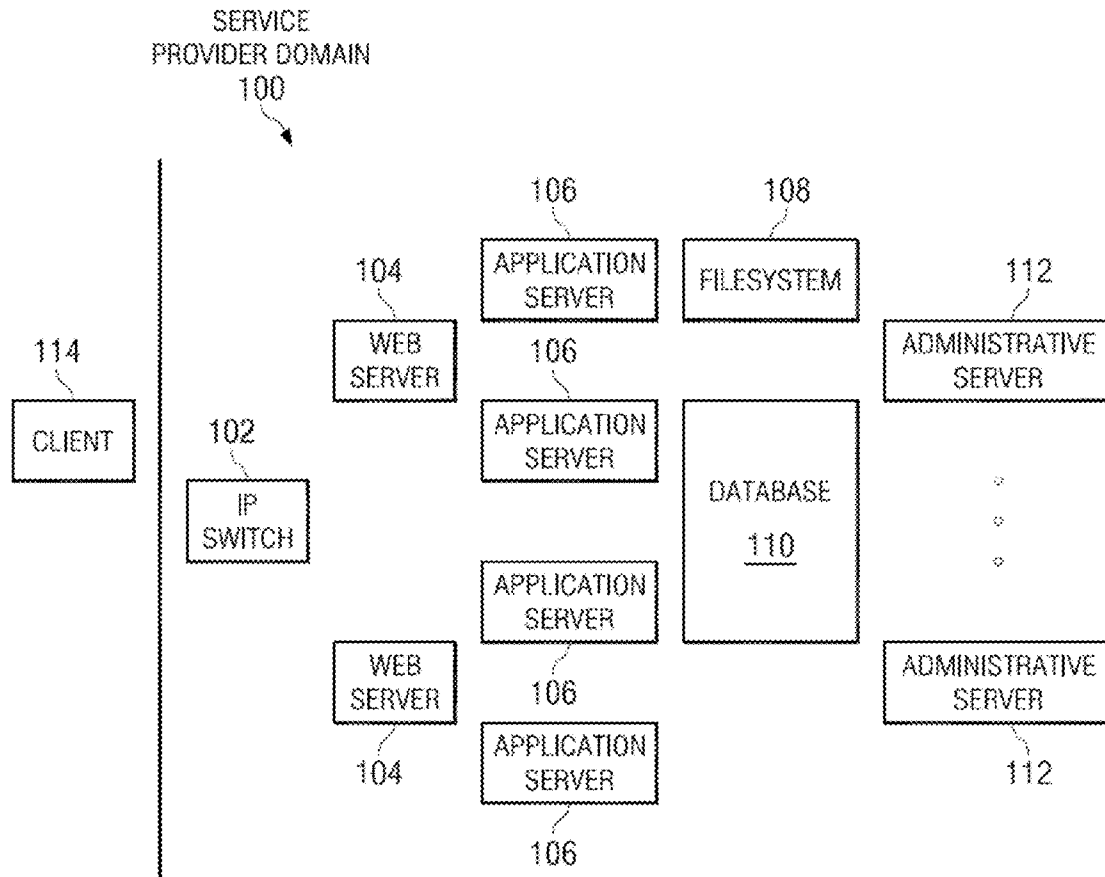 SERVICE
PROVIDER DOMAIN
100
106
108
APPLICATION
SERVER
FILESYSTEM
104
112
WEB
SERVER
ADMINISTRATIVE
SERVER
114
106
CLIENT
APPLICATION
SERVER
102
IP
SWITCH
DATABASE
110
APPLICATION
SERVER
106
WEB
SERVER
104
ADMINISTRATIVE
SERVER
112
APPLICATION
SERVER
106